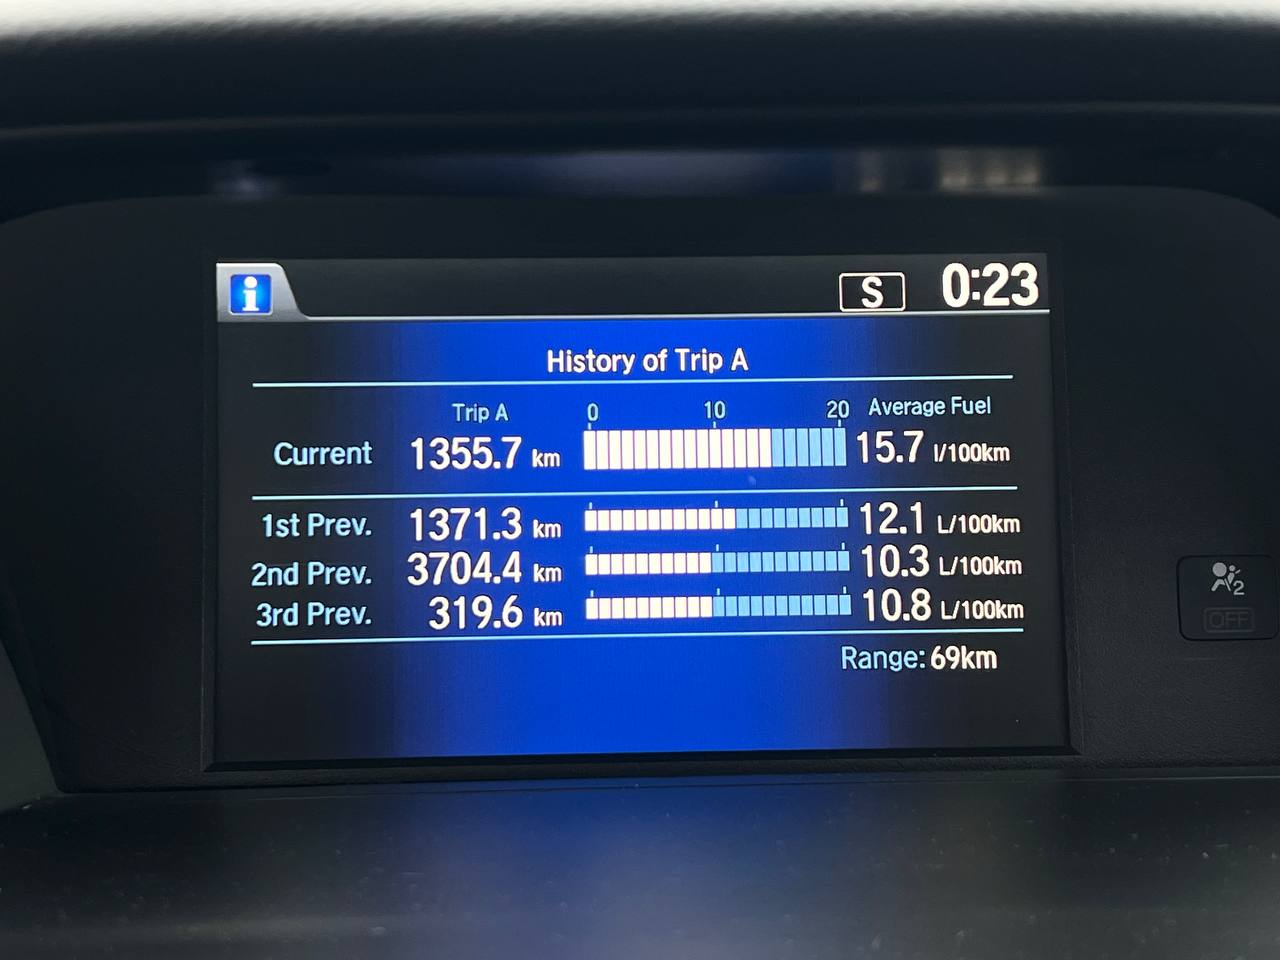 i S 0:23
History of Trip A
Trip A 0 10 20 Average Fuel
Current 1355.7 km 15.7 l/100km
1st Prev. 1371.3 km 12.1 L/100km
2nd Prev. 3704.4 km 10.3 L/100km
3rd Prev. 319.6 km 10.8 L/100km
Range: 69km
2
OFF